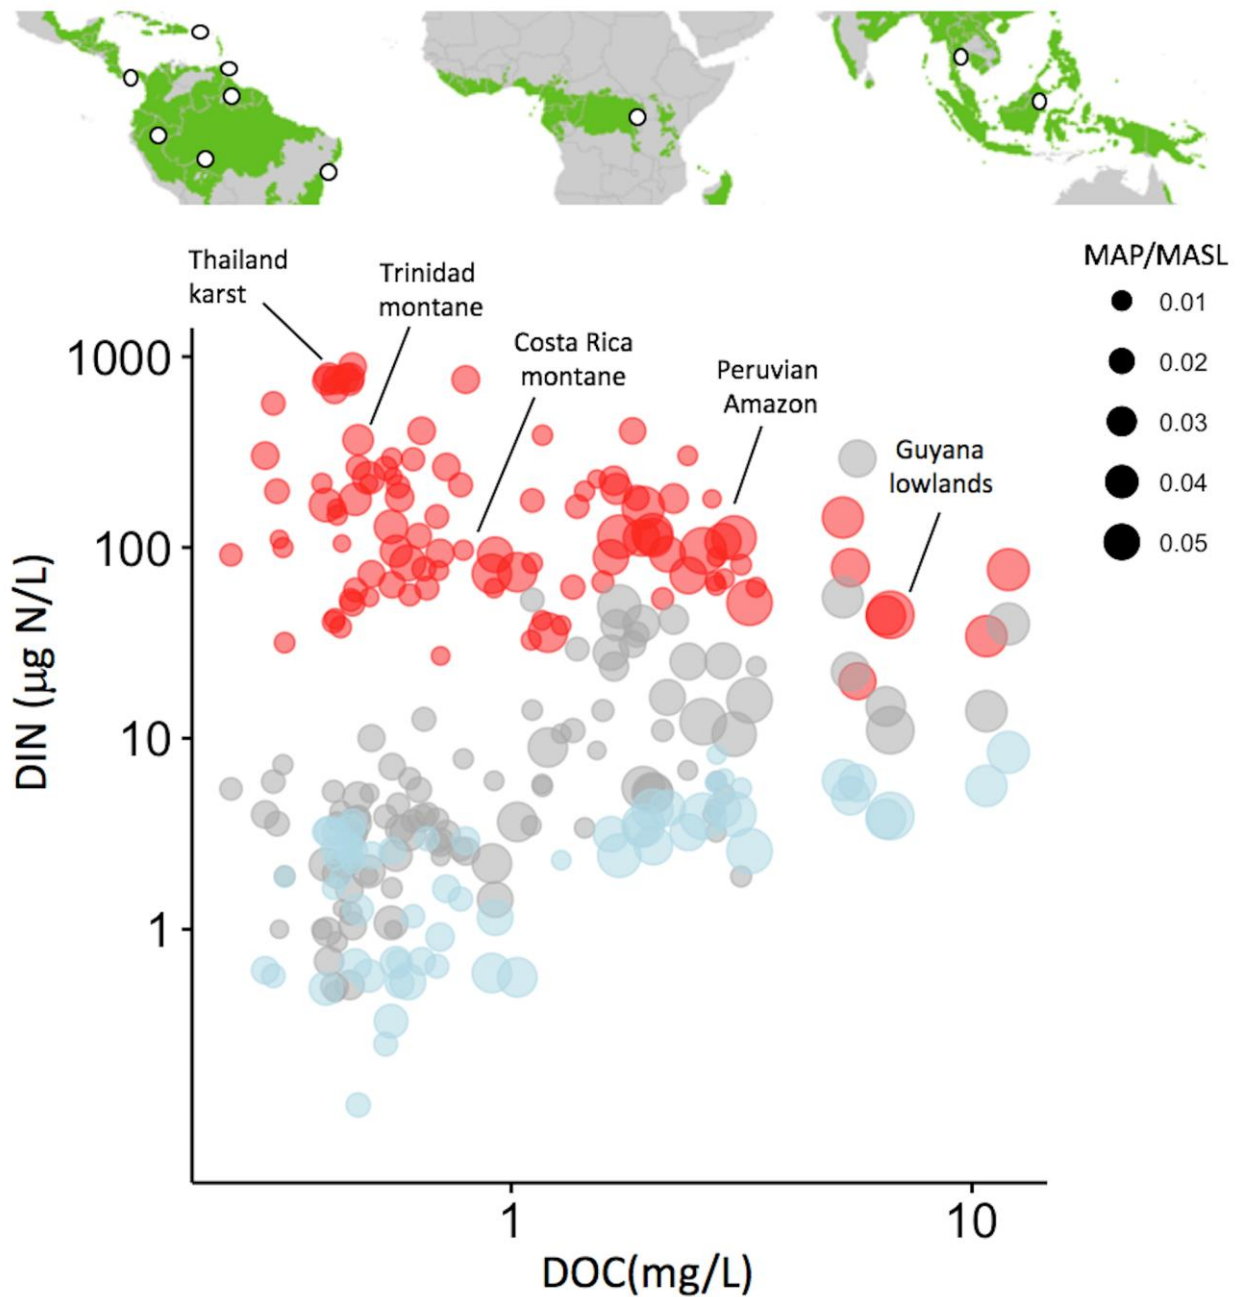 Thailand
karst
Trinidad
montane
Costa Rica
montane
Peruvian
Amazon
Guyana
lowlands
MAP/MASL
0.01
0.02
0.03
0.04
0.05
DIN (µg N/L)
1000
100
10
1
1
10
DOC(mg/L)